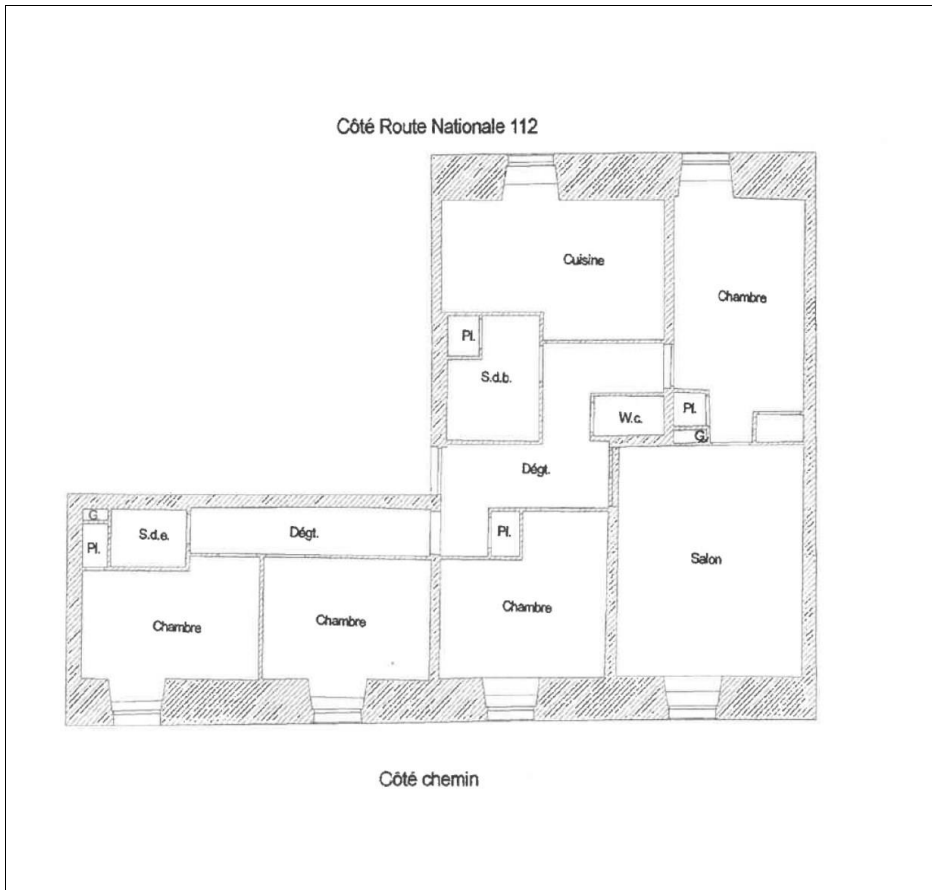 Côté Route Nationale 112
Cuisine
Chambre
Pl.
S.d.b.
Pl.
W.c.
G.
Dégt.
G.
Pl.
S.d.e.
Dégt.
Pl.
Salon
Chambre
Chambre
Chambre
Côté chemin